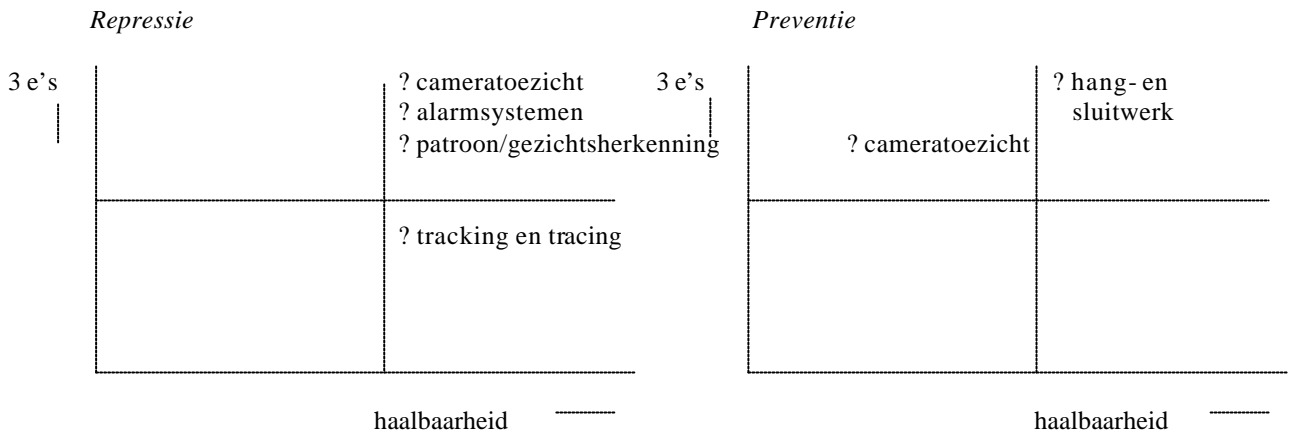 Repressie
3 e's
? cameratoezicht
? alarmsystemen
? patroon/gezichtsherkenning
? tracking en tracing
haalbaarheid
Preventie
3 e's
? hang- en
sluitwerk
? cameratoezicht
haalbaarheid